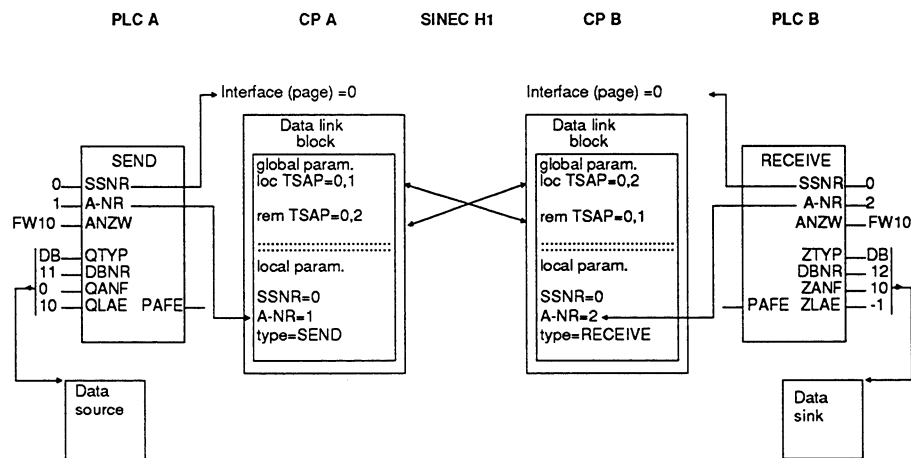 PLC A CP A SINEC H1 CP B PLC B
Interface (page) =0 Interface (page) =0
Data link
block
global param.
loc TSAP=0,1
rem TSAP=0,2
local param.
SSNR=0
A-NR=1
type=SEND
Data link
block
global param.
loc TSAP=0,2
rem TSAP=0,1
local param.
SSNR=0
A-NR=2
type=RECEIVE
SEND
0 SSNR
1 A-NR
FW10 ANZW
DB QTYP
11 DBNR
0 QANF
10 QLAE PAFE
RECEIVE
SSNR 0
A-NR 2
ANZW FW10
ZTYP DB
DBNR 12
ZANF 10
PAFE ZLAE -1
Data
source
Data
sink